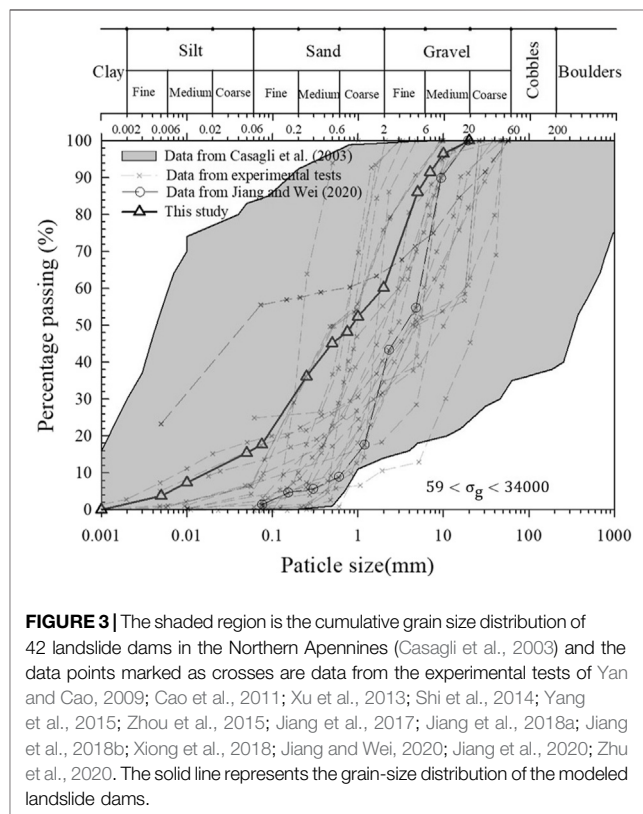 Clay Silt Sand Gravel Cobbles Boulders
Fine Medium Coarse Fine Medium Coarse Fine Medium Coarse
0.002 0.006 0.02 0.06 0.2 0.6 2 6 20 60 200
100
90
80
70
60
50
40
30
20
10
0
Percentage passing (%)
Data from Casagli et al. (2003)
Data from experimental tests
Data from Jiang and Wei (2020)
This study
59 < σg < 34000
0.001 0.01 0.1 1 10 100 1000
Paticle size(mm)
FIGURE 3 | The shaded region is the cumulative grain size distribution of
42 landslide dams in the Northern Apennines (Casagli et al., 2003) and the
data points marked as crosses are data from the experimental tests of Yan
and Cao, 2009; Cao et al., 2011; Xu et al., 2013; Shi et al., 2014; Yang
et al., 2015; Zhou et al., 2015; Jiang et al., 2017; Jiang et al., 2018a; Jiang
et al., 2018b; Xiong et al., 2018; Jiang and Wei, 2020; Jiang et al., 2020; Zhu
et al., 2020. The solid line represents the grain-size distribution of the modeled
landslide dams.